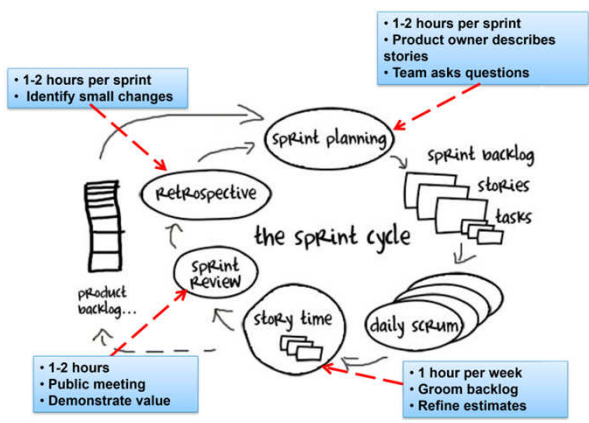 • 1-2 hours per sprint
• Product owner describes
stories
• Team asks questions
• 1-2 hours per sprint
• Identify small changes
sprint planning
sprint backlog
stories
tasks
retrospective
the sprint cycle
sprint
review
product
backlog...
story time
daily scrum
• 1-2 hours
• Public meeting
• Demonstrate value
• 1 hour per week
• Groom backlog
• Refine estimates